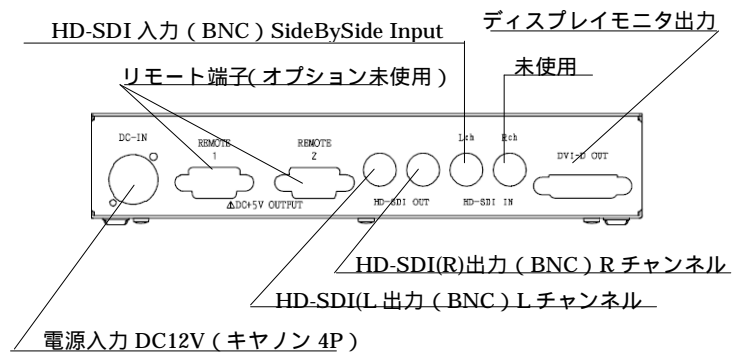 ディスプレイモニタ出力
HD-SDI 入力 ( BNC ) SideBySide Input
未使用
リモート端子( オプション未使用 )
DC-IN
REMOTE
1
REMOTE
2
Lch
Rch
DVI-D OUT
⚠DC+5V OUTPUT
HD-SDI OUT
HD-SDI IN
HD-SDI(R)出力 ( BNC ) R チャンネル
HD-SDI(L 出力 ( BNC ) L チャンネル
電源入力 DC12V ( キヤノン 4P )